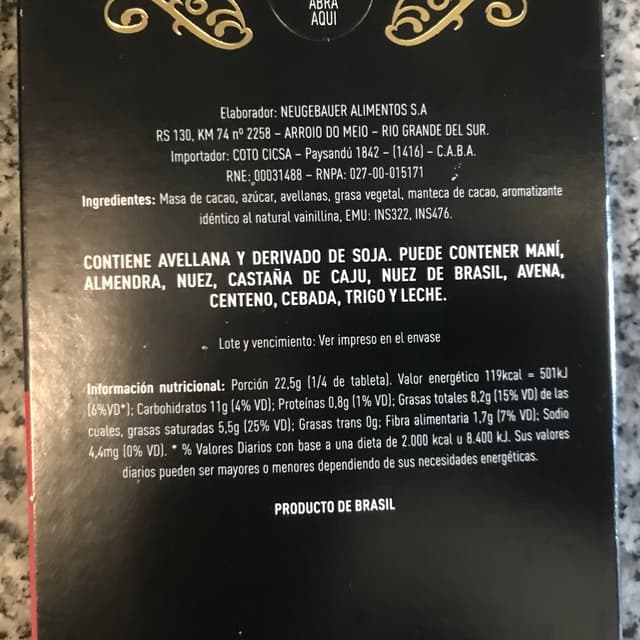 ABRA
AQUI
Elaborador: NEUGEBAUER ALIMENTOS S.A
RS 130, KM 74 nº 2258 – ARROIO DO MEIO – RIO GRANDE DEL SUR.
Importador: COTO CICSA – Paysandú 1842 – (1416) – C.A.B.A.
RNE: 00031488 – RNPA: 027-00-015171
Ingredientes: Masa de cacao, azúcar, avellanas, grasa vegetal, manteca de cacao, aromatizante
idéntico al natural vainillina, EMU: INS322, INS476.
CONTIENE AVELLANA Y DERIVADO DE SOJA. PUEDE CONTENER MANÍ,
ALMENDRA, NUEZ, CASTAÑA DE CAJU, NUEZ DE BRASIL, AVENA,
CENTENO, CEBADA, TRIGO Y LECHE.
Lote y vencimiento: Ver impreso en el envase
Información nutricional: Porción 22,5g (1/4 de tableta). Valor energético 119kcal = 501kJ
(6%VD*); Carbohidratos 11g (4% VD); Proteínas 0,8g (1% VD); Grasas totales 8,2g (15% VD) de las
cuales, grasas saturadas 5,5g (25% VD); Grasas trans 0g; Fibra alimentaria 1,7g (7% VD); Sodio
4,4mg (0% VD). * % Valores Diarios con base a una dieta de 2.000 kcal u 8.400 kJ. Sus valores
diarios pueden ser mayores o menores dependiendo de sus necesidades energéticas.
PRODUCTO DE BRASIL